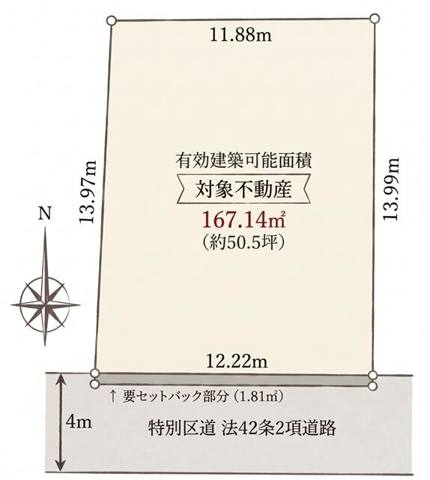 11.88m
有効建築可能面積
対象不動産
167.14㎡
（約50.5坪）
13.97m
13.99m
N
12.22m
↑ 要セットバック部分（1.81㎡）
4m
特別区道 法42条2項道路